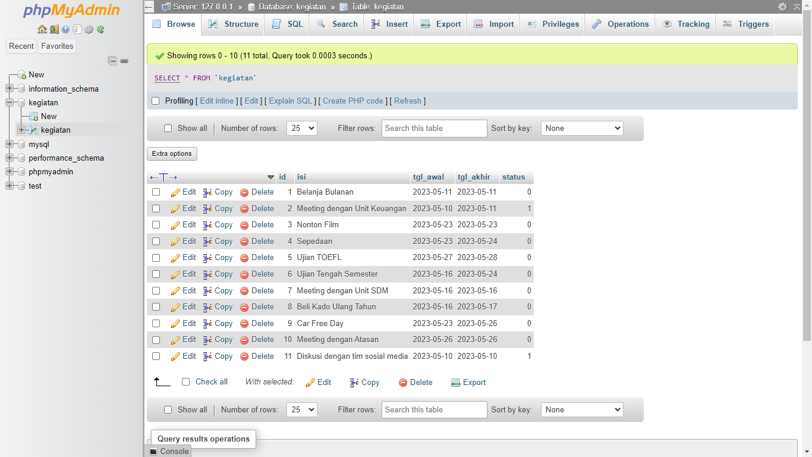 phpMyAdmin
Recent Favorites
New
information_schema
kegiatan
New
kegiatan
mysql
performance_schema
phpmyadmin
test
Server: 127.0.0.1 » Database: kegiatan » Table: kegiatan
Browse Structure SQL Search Insert Export Import Privileges Operations Tracking Triggers
Showing rows 0 - 10 (11 total, Query took 0.0003 seconds.)
SELECT * FROM `kegiatan`
Profiling [ Edit inline ] [ Edit ] [ Explain SQL ] [ Create PHP code ] [ Refresh ]
Show all Number of rows: 25 Filter rows: Search this table Sort by key: None
Extra options
id isi tgl_awal tgl_akhir status
Edit Copy Delete 1 Belanja Bulanan 2023-05-11 2023-05-11 0
Edit Copy Delete 2 Meeting dengan Unit Keuangan 2023-05-10 2023-05-11 1
Edit Copy Delete 3 Nonton Film 2023-05-23 2023-05-23 0
Edit Copy Delete 4 Sepedaan 2023-05-23 2023-05-24 0
Edit Copy Delete 5 Ujian TOEFL 2023-05-27 2023-05-28 0
Edit Copy Delete 6 Ujian Tengah Semester 2023-05-16 2023-05-24 0
Edit Copy Delete 7 Meeting dengan Unit SDM 2023-05-16 2023-05-16 0
Edit Copy Delete 8 Beli Kado Ulang Tahun 2023-05-16 2023-05-17 0
Edit Copy Delete 9 Car Free Day 2023-05-23 2023-05-26 0
Edit Copy Delete 10 Meeting dengan Atasan 2023-05-26 2023-05-26 0
Edit Copy Delete 11 Diskusi dengan tim sosial media 2023-05-10 2023-05-10 1
Check all With selected: Edit Copy Delete Export
Show all Number of rows: 25 Filter rows: Search this table Sort by key: None
Query results operations
Console